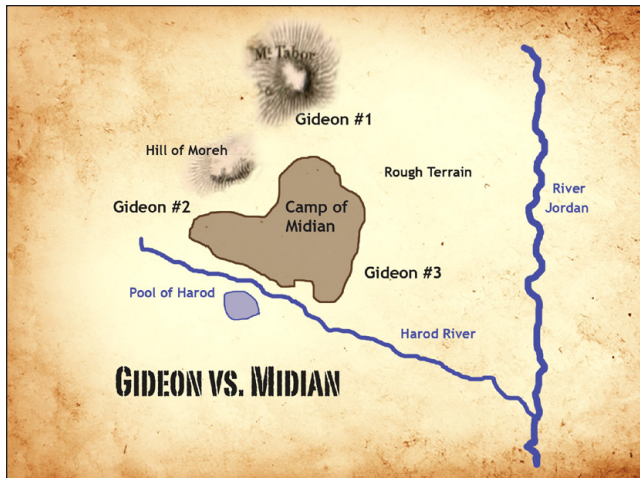 Mt. Tabor
Gideon #1
Hill of Moreh
Rough Terrain
River
Jordan
Gideon #2
Camp of
Midian
Gideon #3
Pool of Harod
Harod River
GIDEON VS. MIDIAN